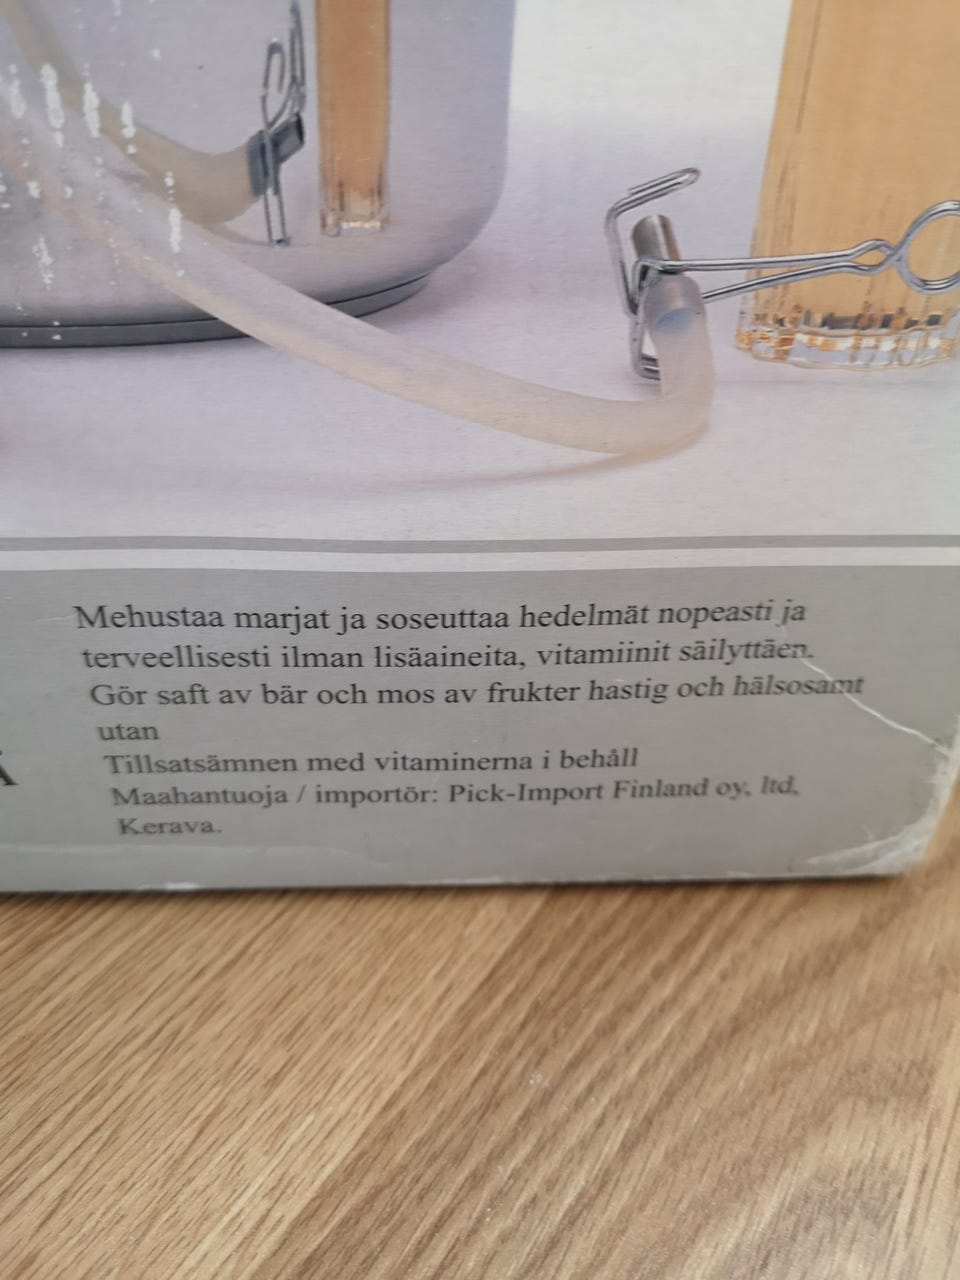 Mehustaa marjat ja soseuttaa hedelmät nopeasti ja
terveellisesti ilman lisäaineita, vitamiinit säilyttäen.
Gör saft av bär och mos av frukter hastig och hälsosamt
utan
Tillsatsämnen med vitaminerna i behåll
Maahantuoja / importör: Pick-Import Finland oy, ltd,
Kerava.